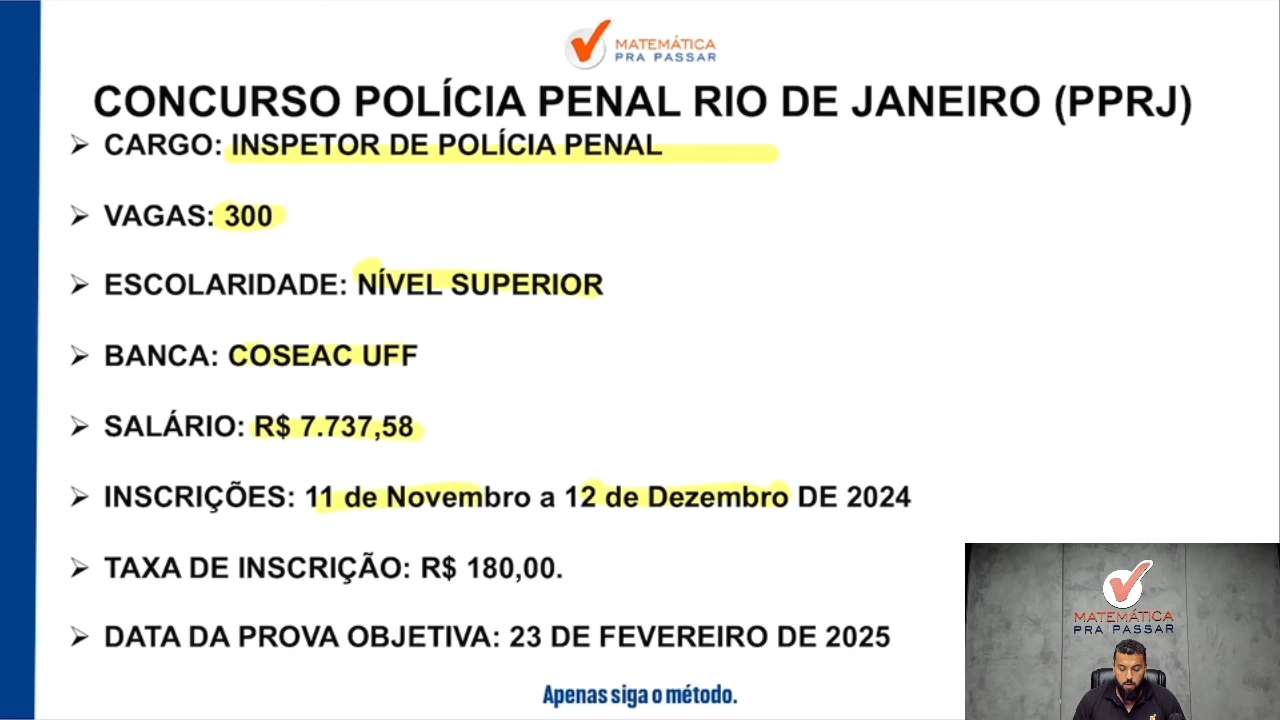 MATEMÁTICA
PRA PASSAR
CONCURSO POLÍCIA PENAL RIO DE JANEIRO (PPRJ)
CARGO: INSPETOR DE POLÍCIA PENAL
VAGAS: 300
ESCOLARIDADE: NÍVEL SUPERIOR
BANCA: COSEAC UFF
SALÁRIO: R$ 7.737,58
INSCRIÇÕES: 11 de Novembro a 12 de Dezembro DE 2024
TAXA DE INSCRIÇÃO: R$ 180,00.
DATA DA PROVA OBJETIVA: 23 DE FEVEREIRO DE 2025
Apenas siga o método.
MATEMÁTICA
PRA PASSAR